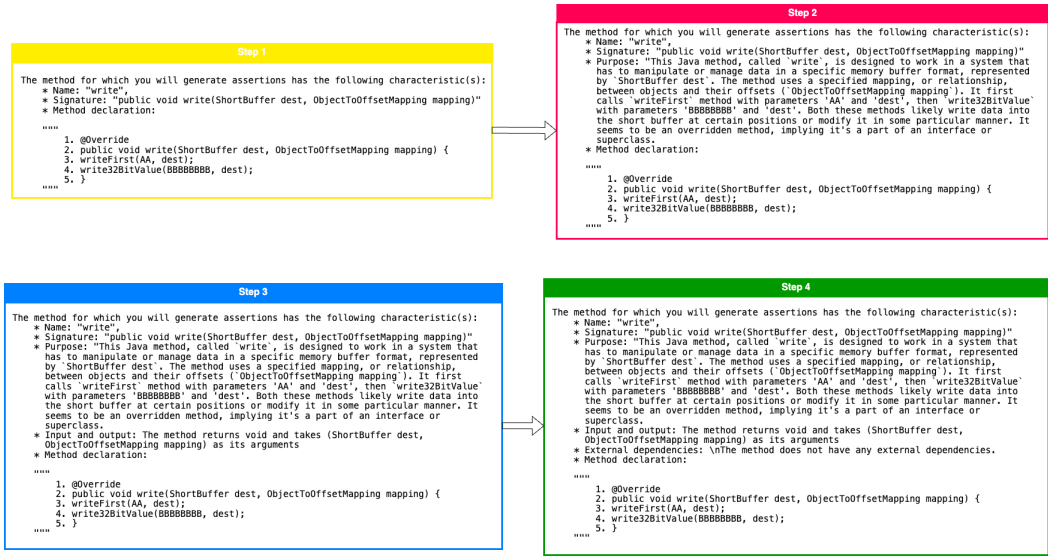 Step 1
The method for which you will generate assertions has the following characteristic(s):
* Name: "write",
* Signature: "public void write(ShortBuffer dest, ObjectToOffsetMapping mapping)"
* Method declaration:
"""
1. @Override
2. public void write(ShortBuffer dest, ObjectToOffsetMapping mapping) {
3. writeFirst(AA, dest);
4. write32BitValue(BBBBBBBB, dest);
5. }
"""
Step 2
The method for which you will generate assertions has the following characteristic(s):
* Name: "write",
* Signature: "public void write(ShortBuffer dest, ObjectToOffsetMapping mapping)"
* Purpose: "This Java method, called `write`, is designed to work in a system that
has to manipulate or manage data in a specific memory buffer format, represented
by `ShortBuffer dest`. The method uses a specified mapping, or relationship,
between objects and their offsets (`ObjectToOffsetMapping mapping`). It first
calls `writeFirst` method with parameters 'AA' and 'dest', then `write32BitValue`
with parameters 'BBBBBBBB' and 'dest'. Both these methods likely write data into
the short buffer at certain positions or modify it in some particular manner. It
seems to be an overridden method, implying it's a part of an interface or
superclass.
* Method declaration:
"""
1. @Override
2. public void write(ShortBuffer dest, ObjectToOffsetMapping mapping) {
3. writeFirst(AA, dest);
4. write32BitValue(BBBBBBBB, dest);
5. }
"""
Step 3
The method for which you will generate assertions has the following characteristic(s):
* Name: "write",
* Signature: "public void write(ShortBuffer dest, ObjectToOffsetMapping mapping)"
* Purpose: "This Java method, called `write`, is designed to work in a system that
has to manipulate or manage data in a specific memory buffer format, represented
by `ShortBuffer dest`. The method uses a specified mapping, or relationship,
between objects and their offsets (`ObjectToOffsetMapping mapping`). It first
calls `writeFirst` method with parameters 'AA' and 'dest', then `write32BitValue`
with parameters 'BBBBBBBB' and 'dest'. Both these methods likely write data into
the short buffer at certain positions or modify it in some particular manner. It
seems to be an overridden method, implying it's a part of an interface or
superclass.
* Input and output: The method returns void and takes (ShortBuffer dest,
ObjectToOffsetMapping mapping) as its arguments
* Method declaration:
"""
1. @Override
2. public void write(ShortBuffer dest, ObjectToOffsetMapping mapping) {
3. writeFirst(AA, dest);
4. write32BitValue(BBBBBBBB, dest);
5. }
"""
Step 4
The method for which you will generate assertions has the following characteristic(s):
* Name: "write",
* Signature: "public void write(ShortBuffer dest, ObjectToOffsetMapping mapping)"
* Purpose: "This Java method, called `write`, is designed to work in a system that
has to manipulate or manage data in a specific memory buffer format, represented
by `ShortBuffer dest`. The method uses a specified mapping, or relationship,
between objects and their offsets (`ObjectToOffsetMapping mapping`). It first
calls `writeFirst` method with parameters 'AA' and 'dest', then `write32BitValue`
with parameters 'BBBBBBBB' and 'dest'. Both these methods likely write data into
the short buffer at certain positions or modify it in some particular manner. It
seems to be an overridden method, implying it's a part of an interface or
superclass.
* Input and output: The method returns void and takes (ShortBuffer dest,
ObjectToOffsetMapping mapping) as its arguments
* External dependencies: \nThe method does not have any external dependencies.
* Method declaration:
"""
1. @Override
2. public void write(ShortBuffer dest, ObjectToOffsetMapping mapping) {
3. writeFirst(AA, dest);
4. write32BitValue(BBBBBBBB, dest);
5. }
"""